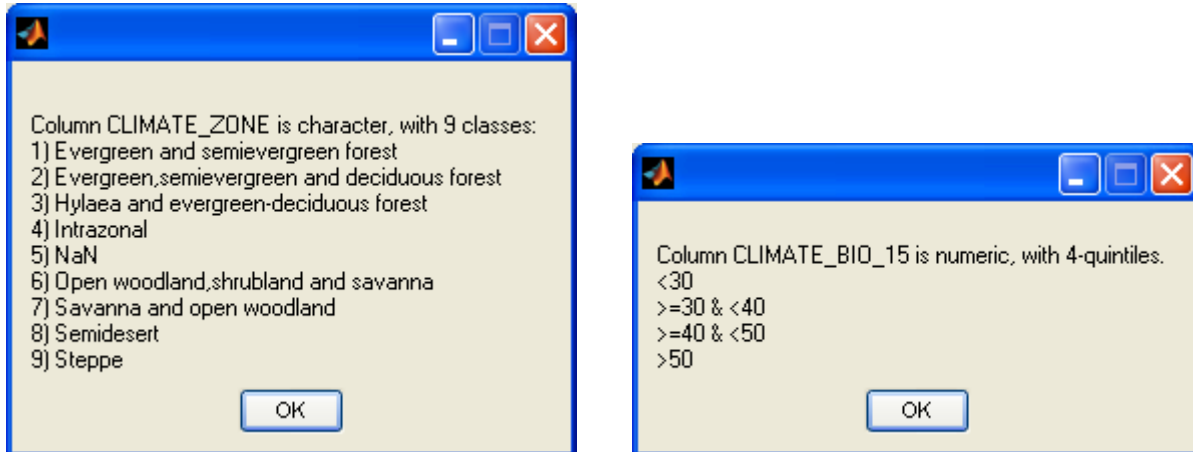 Column CLIMATE_ZONE is character, with 9 classes:
1) Evergreen and semievergreen forest
2) Evergreen,semievergreen and deciduous forest
3) Hylaea and evergreen-deciduous forest
4) Intrazonal
5) NaN
6) Open woodland,shrubland and savanna
7) Savanna and open woodland
8) Semidesert
9) Steppe
OK
Column CLIMATE_BIO_15 is numeric, with 4-quintiles.
<30
>=30 & <40
>=40 & <50
>50
OK